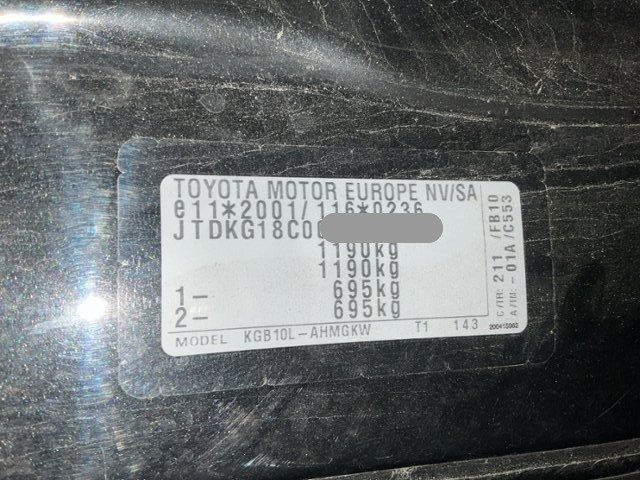 TOYOTA MOTOR EUROPE NV/SA
e11*2001/116*0236
JTDKG18C00
1190kg
1190kg
1– 695kg
2– 695kg
MODEL KGB10L–AHMGKW T1 143
C/TR: 211 /FB10
A/TM: -01A /C553